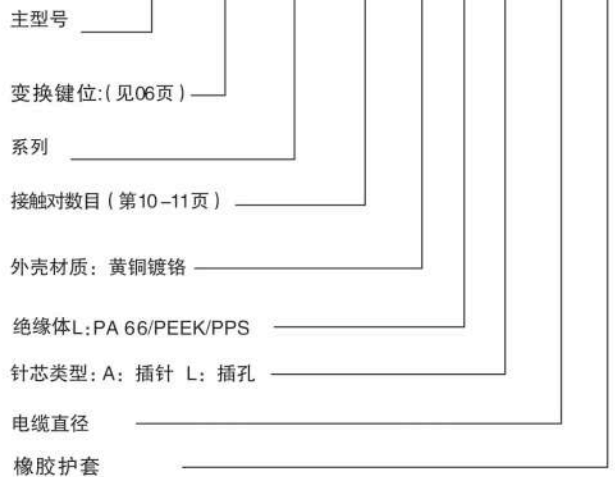 主型号
变换键位:(见06页)
系列
接触对数目(第10-11页)
外壳材质：黄铜镀铬
绝缘体L:PA 66/PEEK/PPS
针芯类型：A：插针 L：插孔
电缆直径
橡胶护套